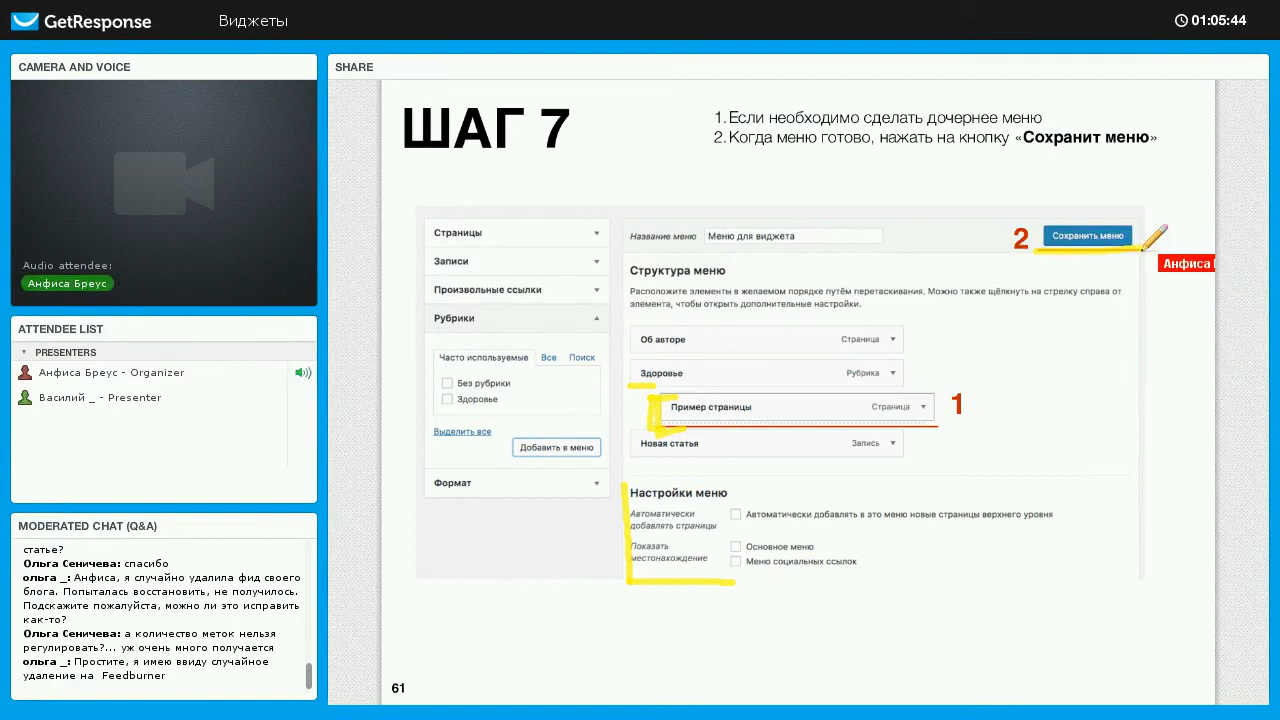 GetResponse
Виджеты
01:05:44
CAMERA AND VOICE
Audio attendee:
Анфиса Бреус
ATTENDEE LIST
PRESENTERS
Анфиса Бреус - Organizer
Василий _ - Presenter
MODERATED CHAT (Q&A)
статье?
Ольга Сеничева: спасибо
ольга _: Анфиса, я случайно удалила фид своего
блога. Попыталась восстановить, не получилось.
Подскажите пожалуйста, можно ли это исправить
как-то?
Ольга Сеничева: а количество меток нельзя
регулировать?... уж очень много получается
ольга _: Простите, я имею ввиду случайное
удаление на Feedburner
SHARE
ШАГ 7
1. Если необходимо сделать дочернее меню
2. Когда меню готово, нажать на кнопку «Сохранит меню»
Страницы
Записи
Произвольные ссылки
Рубрики
Часто используемые Все Поиск
Без рубрики
Здоровье
Выделить все
Добавить в меню
Формат
Название меню Меню для виджета
2
Сохранить меню
Анфиса
Структура меню
Расположите элементы в желаемом порядке путём перетаскивания. Можно также щёлкнуть на стрелку справа от
элемента, чтобы открыть дополнительные настройки.
Об авторе Страница
Здоровье Рубрика
Пример страницы Страница
1
Новая статья Запись
Настройки меню
Автоматически
добавлять страницы
Автоматически добавлять в это меню новые страницы верхнего уровня
Показать
местонахождение
Основное меню
Меню социальных ссылок
61